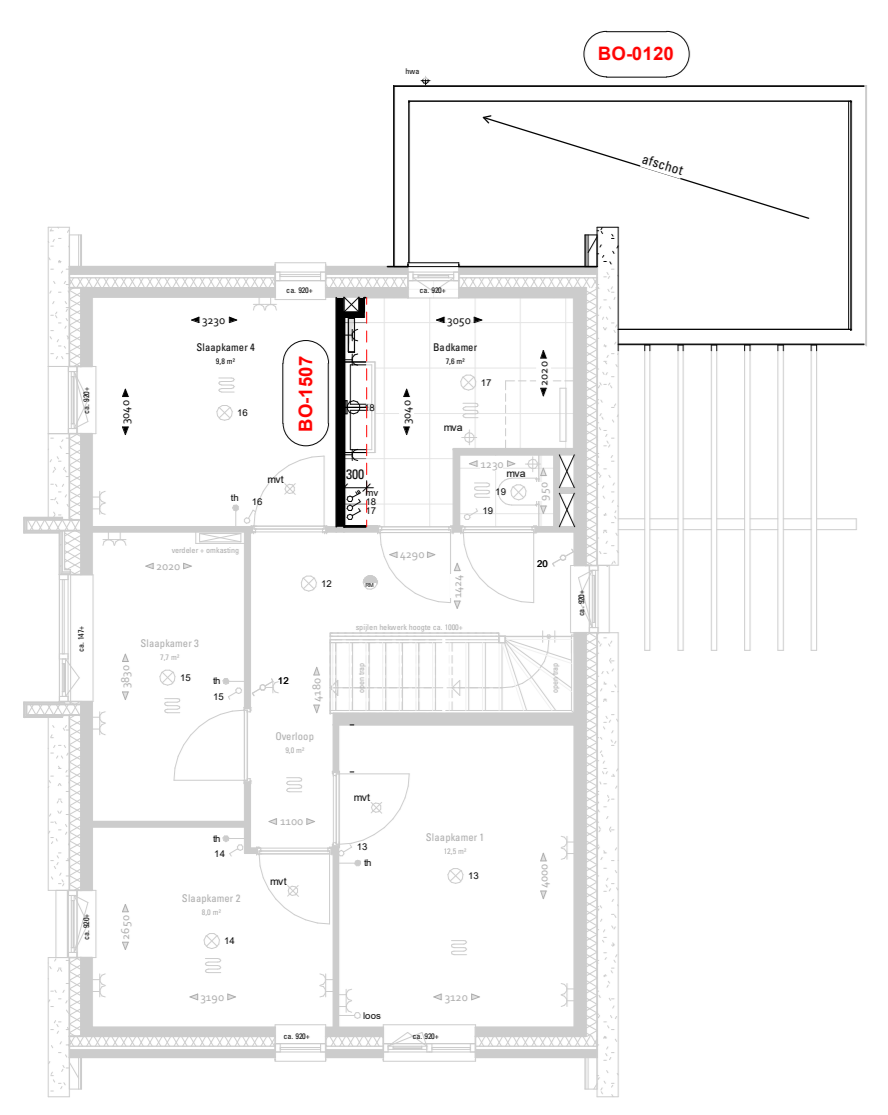 BO-0120
hwa
afschot
ca. 920+
ca. 920+
3230
3050
Slaapkamer 4
9,8 m²
Badkamer
7,6 m²
BO-1507
ca. 920+
3040
16
18
3040
17
2020
mva
mvt
th
16
300
mv
18
17
1230
mva
19
950
19
verdeler + omkasting
2020
4290
1424
20
12
RM
ca. 920+
ca. 147+
spijlen hekwerk hoogte ca. 1000+
Slaapkamer 3
7,7 m²
3830
15
th
15
12
4180
open trap
open trap
Overloop
9,0 m²
1100
mvt
th
14
13
th
Slaapkamer 1
12,5 m²
13
4000
mvt
Slaapkamer 2
8,0 m²
ca. 920+
2650
14
3190
3120
loos
ca. 920+
ca. 920+